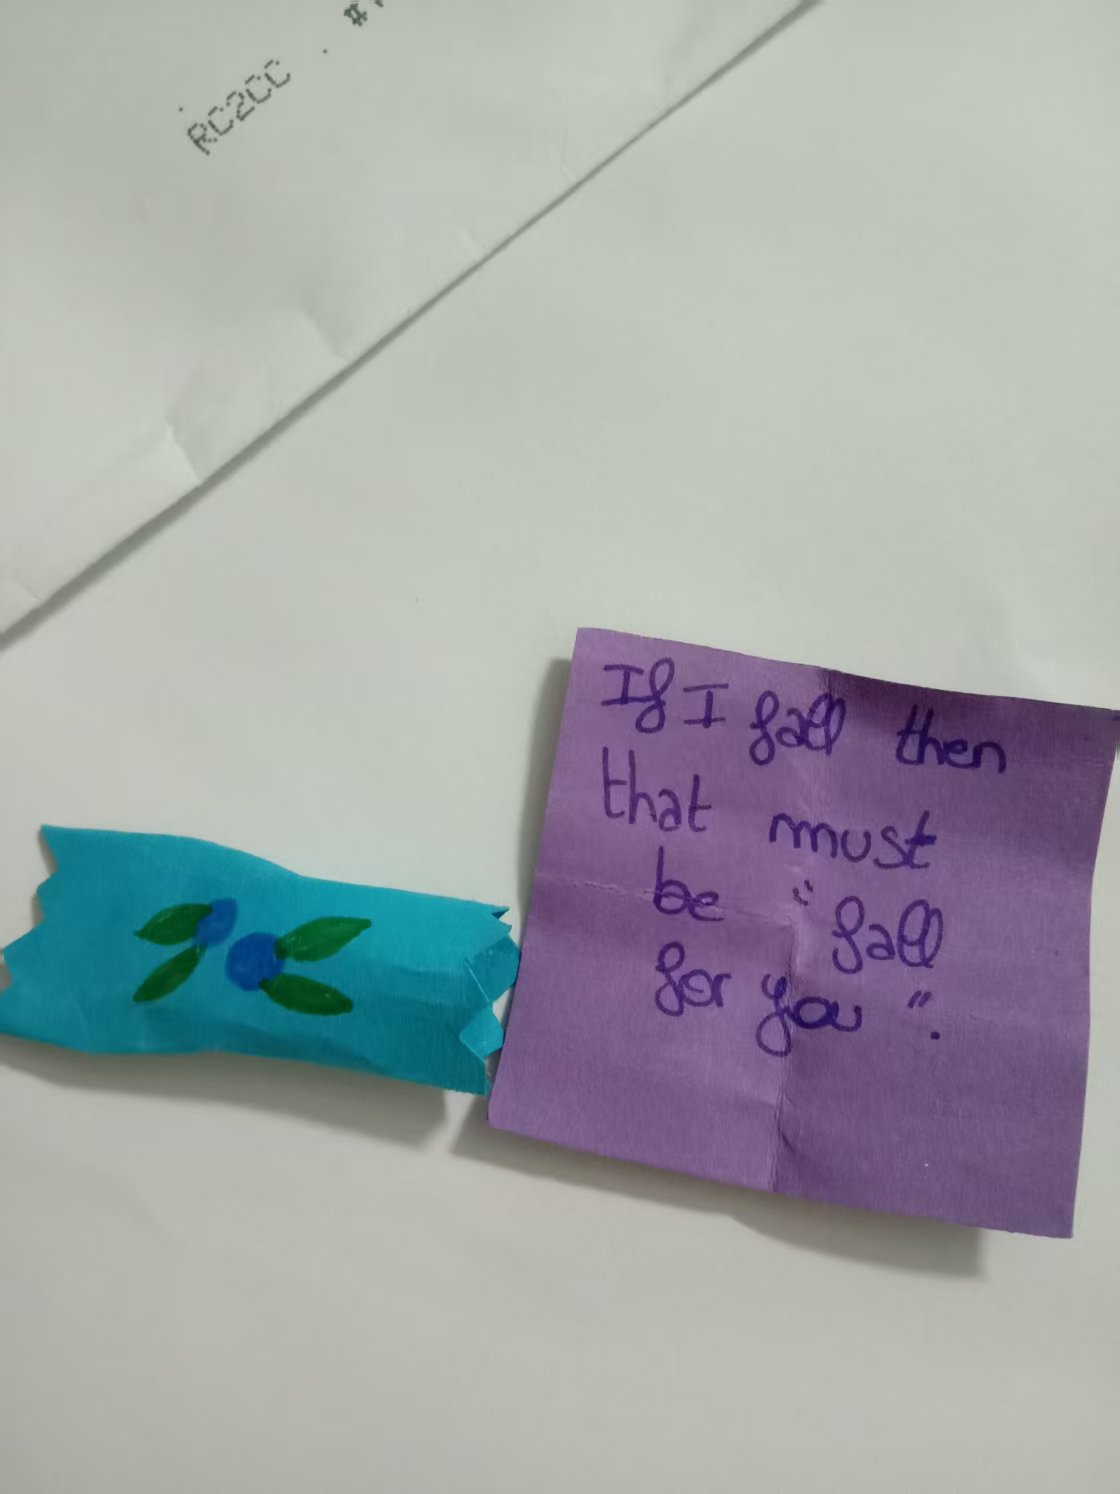 RC2CC . #
If I fall then
that must
be "fall
for you".